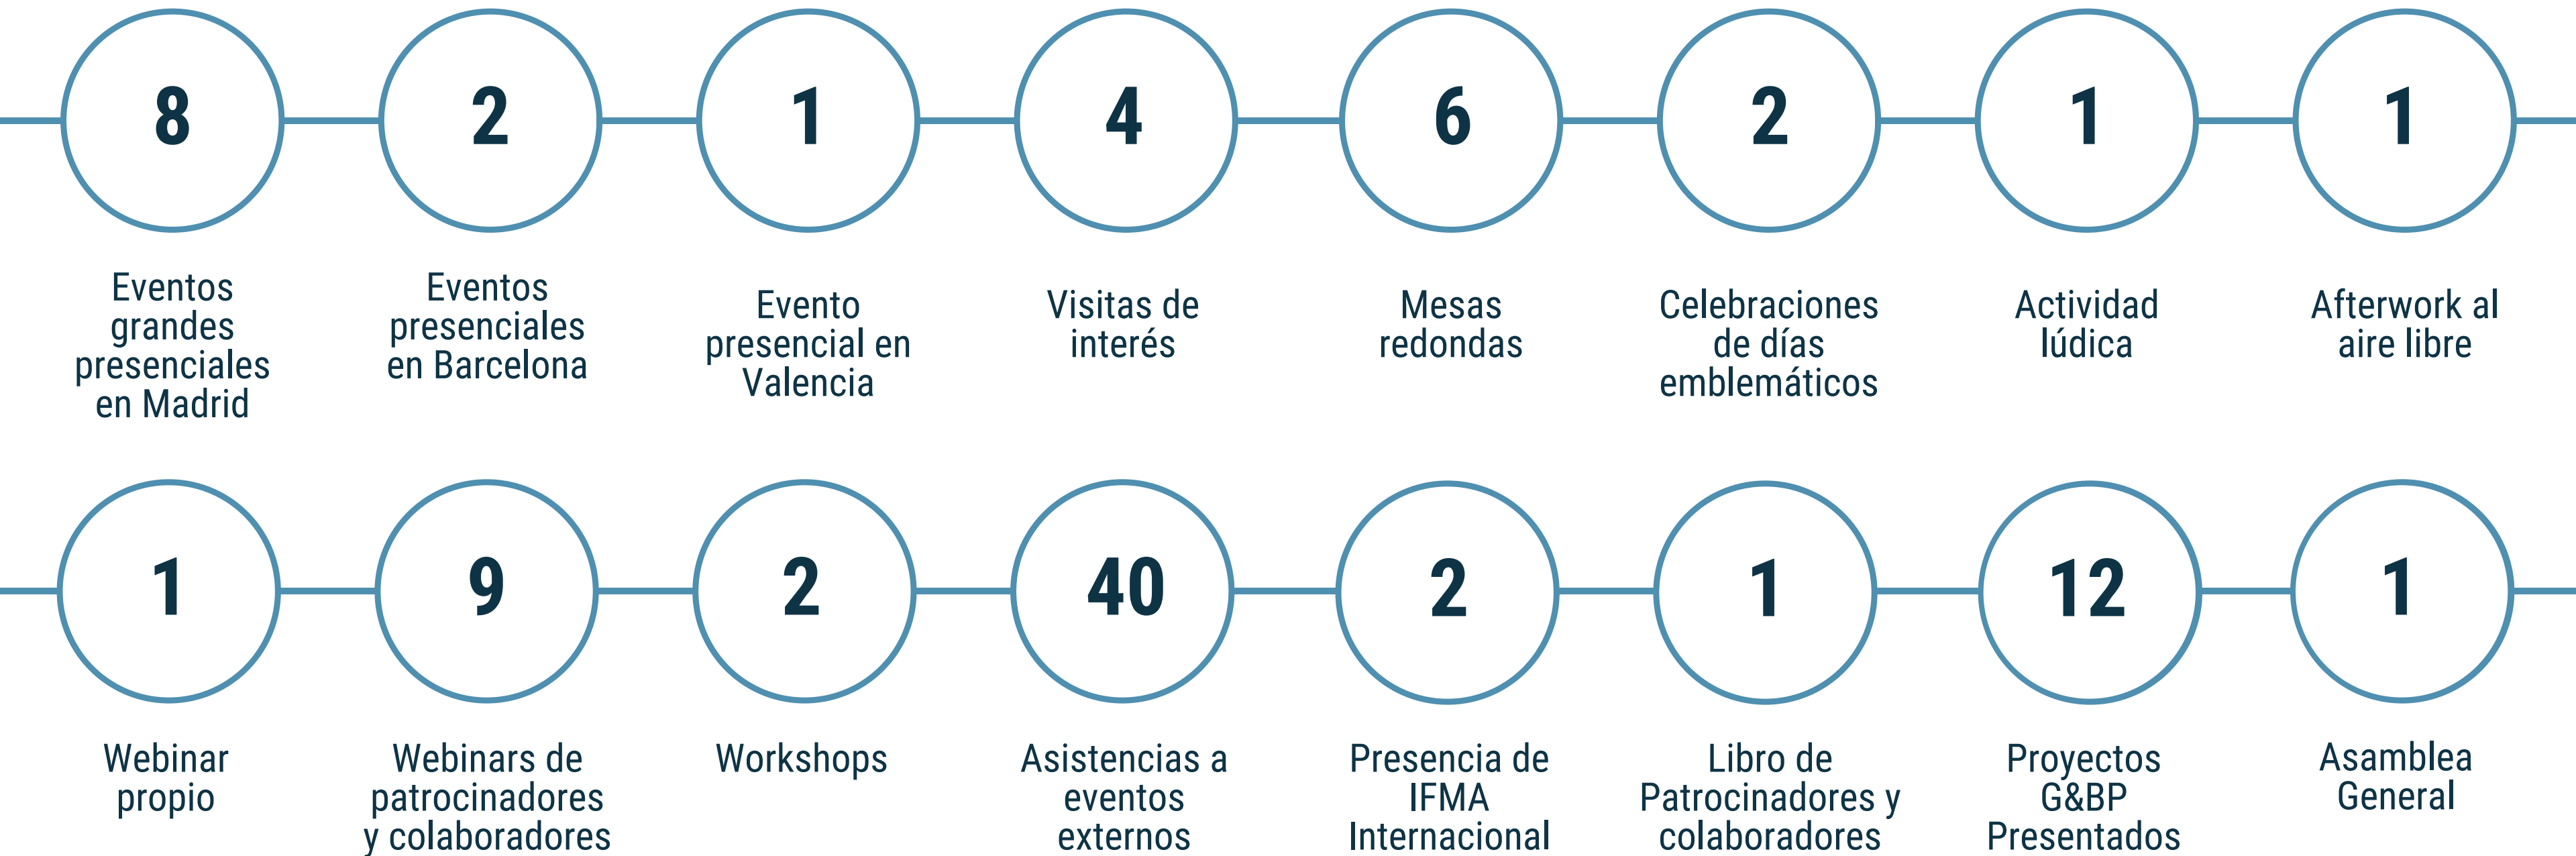 8
2
1
4
6
2
1
1
Eventos
grandes
presenciales
en Madrid
Eventos
presenciales
en Barcelona
Evento
presencial en
Valencia
Visitas de
interés
Mesas
redondas
Celebraciones
de días
emblemáticos
Actividad
lúdica
Afterwork al
aire libre
1
9
2
40
2
1
12
1
Webinar
propio
Webinars de
patrocinadores
y colaboradores
Workshops
Asistencias a
eventos
externos
Presencia de
IFMA
Internacional
Libro de
Patrocinadores y
colaboradores
Proyectos
G&BP
Presentados
Asamblea
General